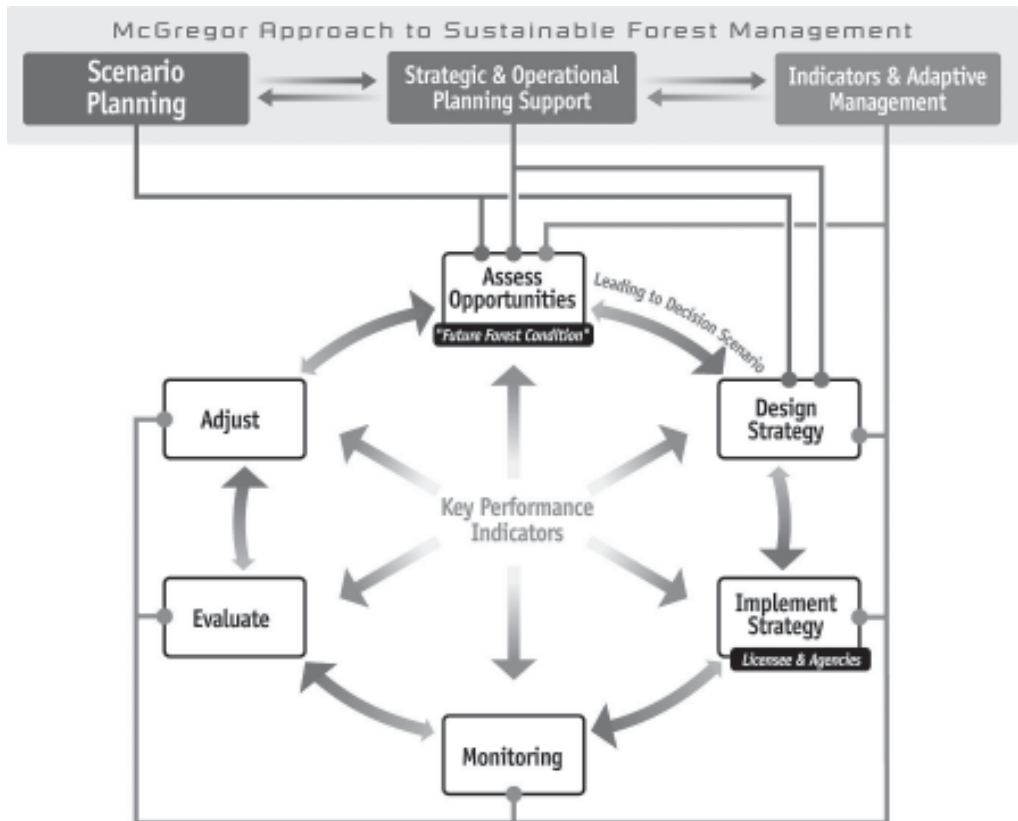 McGregor Approach to Sustainable Forest Management
Scenario
Planning
Strategic & Operational
Planning Support
Indicators & Adaptive
Management
Assess
Opportunities
"Future Forest Condition"
Leading to Decision Scenario
Adjust
Design
Strategy
Key Performance
Indicators
Evaluate
Implement
Strategy
Licensee & Agencies
Monitoring